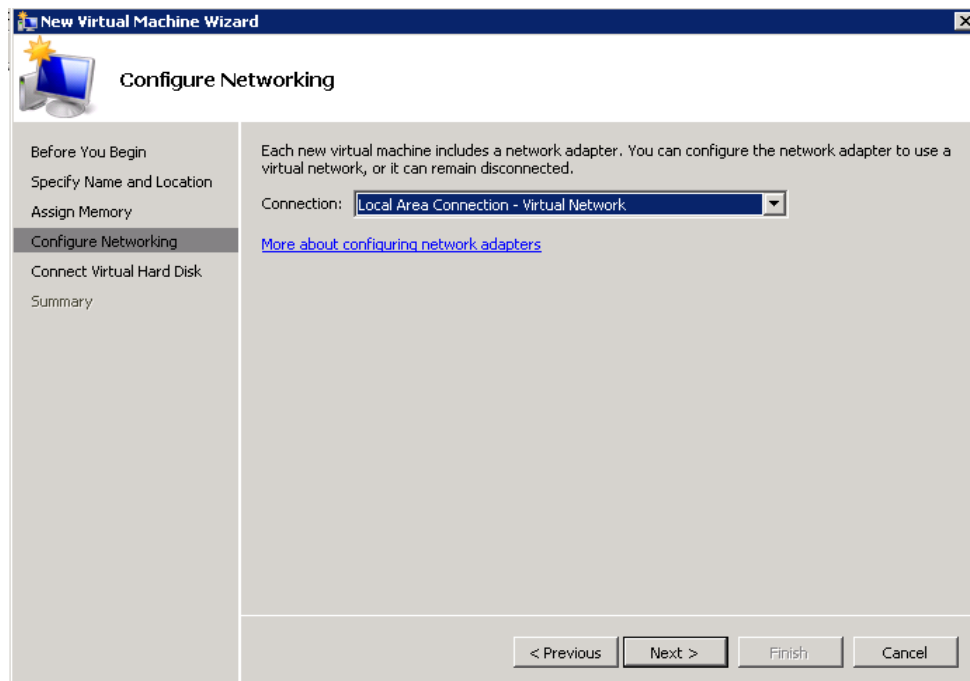 New Virtual Machine Wizard
Configure Networking
Before You Begin
Specify Name and Location
Assign Memory
Configure Networking
Connect Virtual Hard Disk
Summary
Each new virtual machine includes a network adapter. You can configure the network adapter to use a
virtual network, or it can remain disconnected.
Connection: Local Area Connection - Virtual Network
More about configuring network adapters
< Previous Next > Finish Cancel